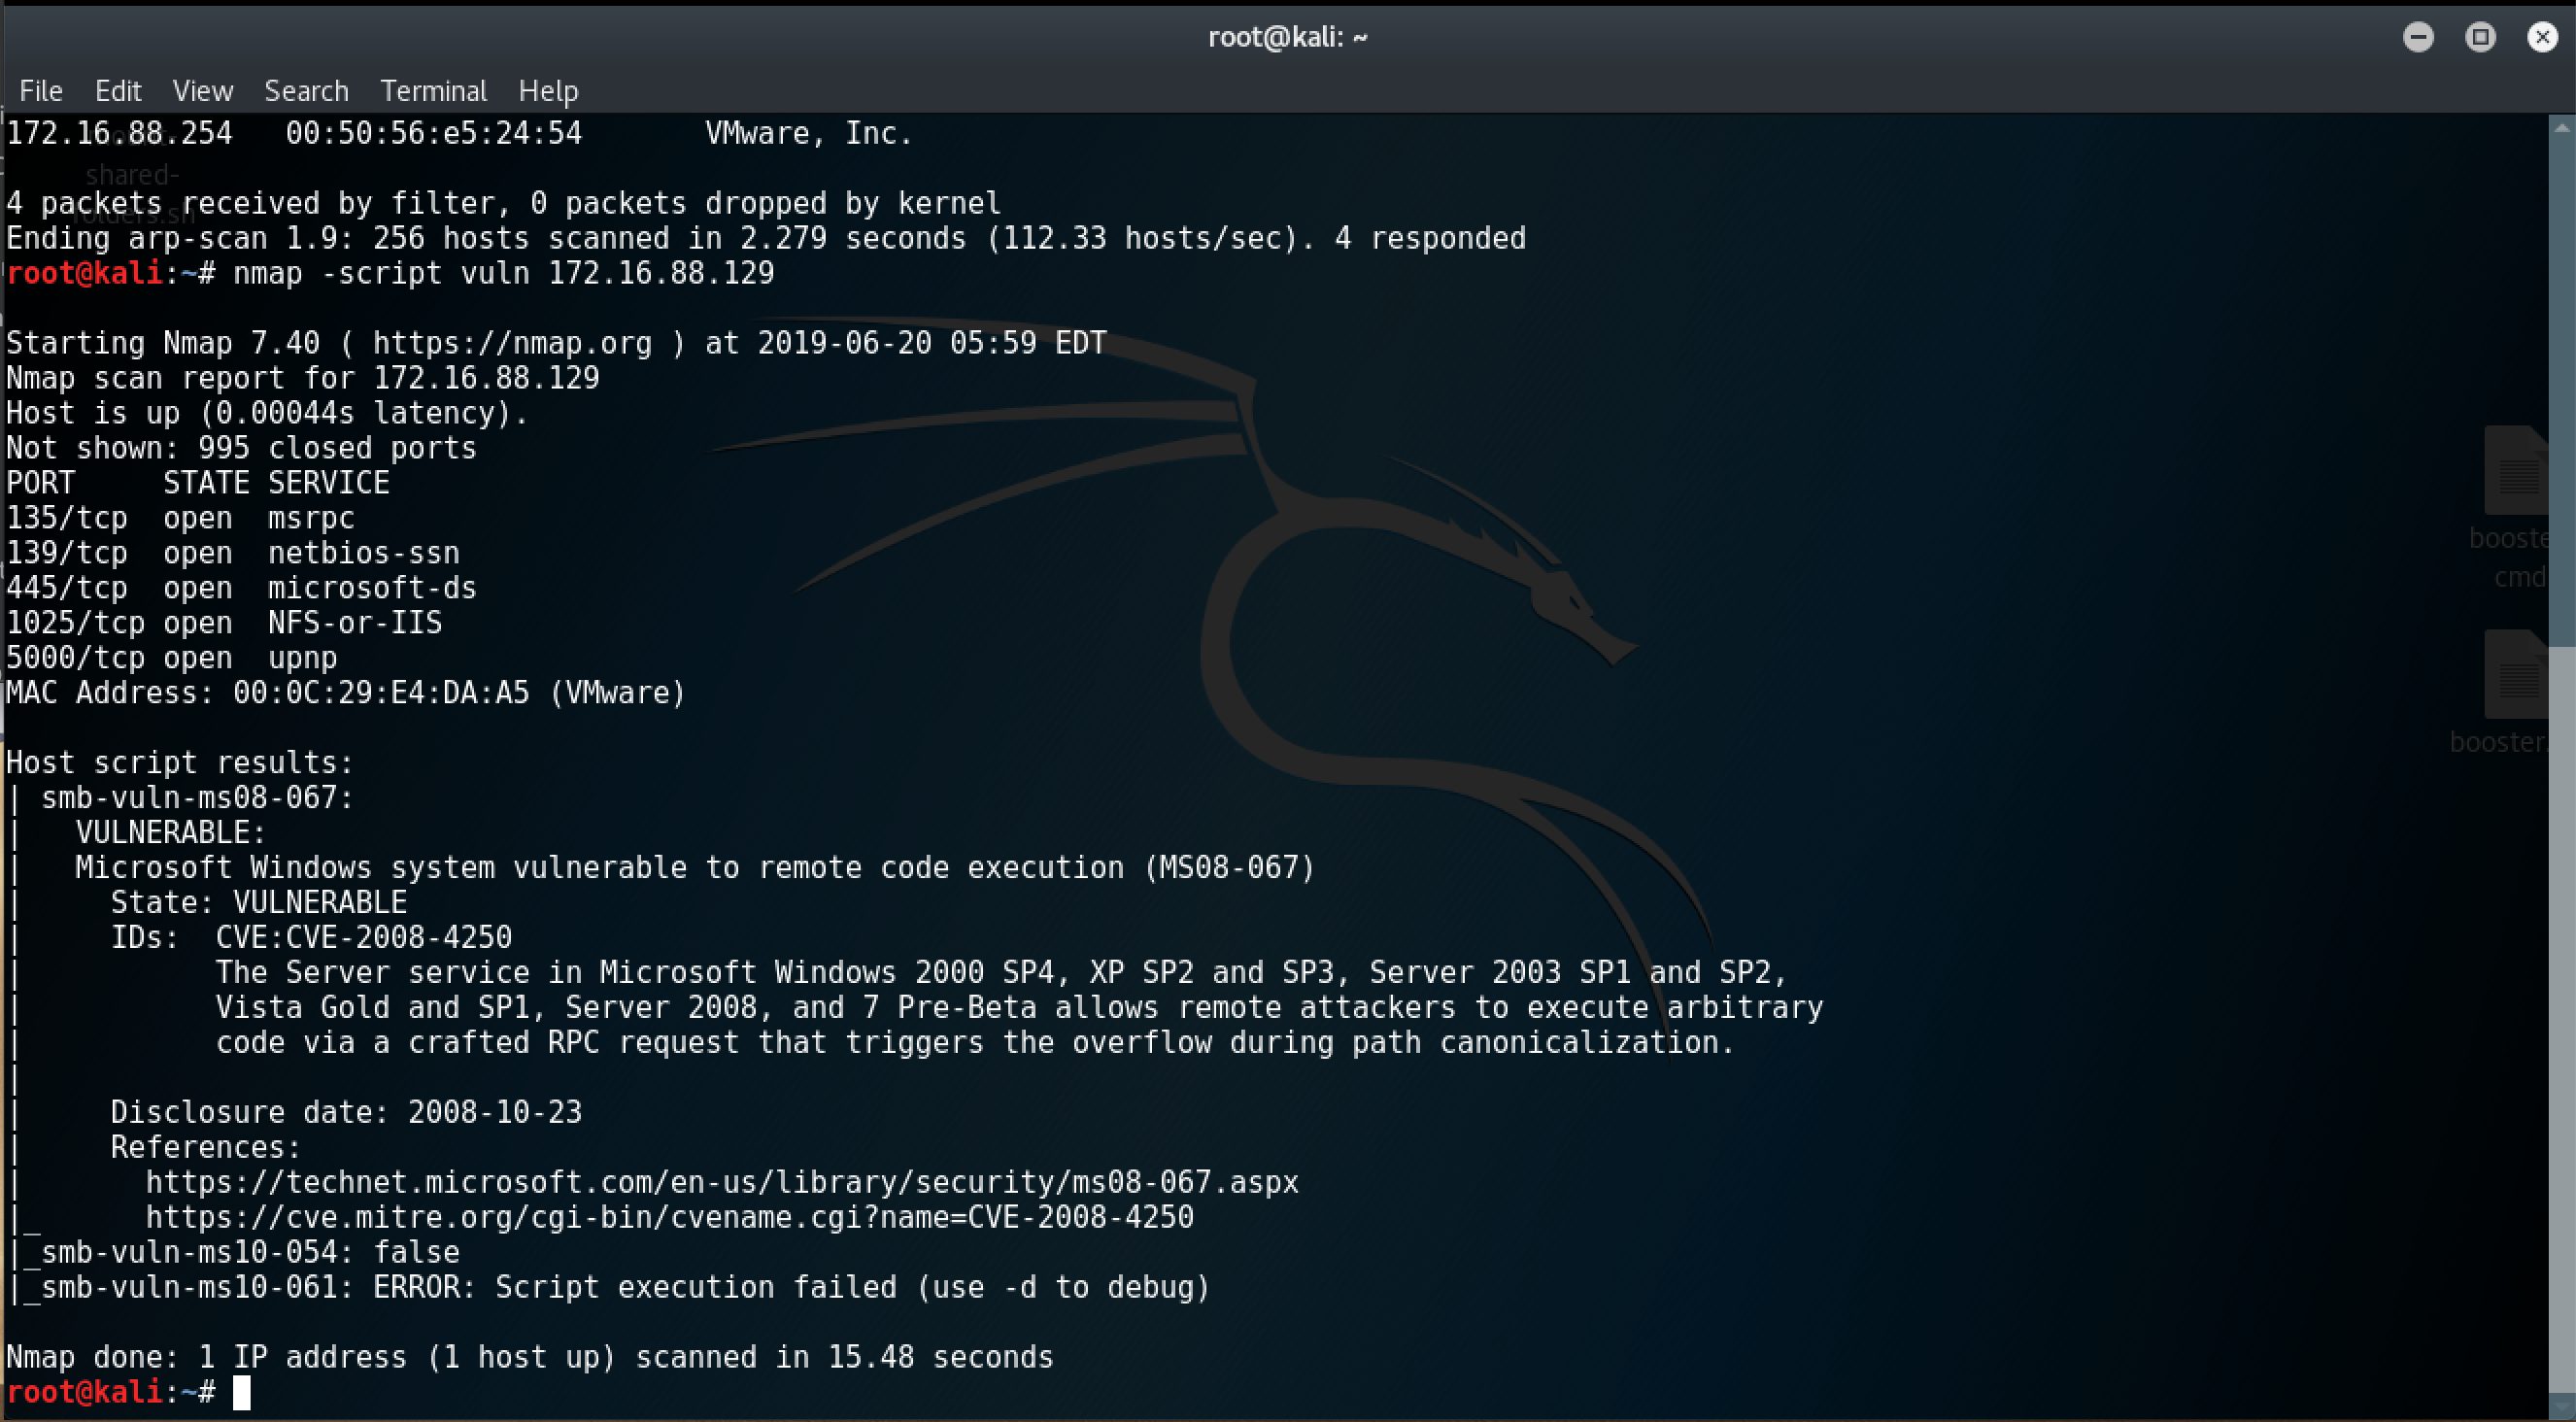 root@kali: ~
File Edit View Search Terminal Help
172.16.88.254   00:50:56:e5:24:54       VMware, Inc.
shared-
folders.sh
4 packets received by filter, 0 packets dropped by kernel
Ending arp-scan 1.9: 256 hosts scanned in 2.279 seconds (112.33 hosts/sec). 4 responded
root@kali:~# nmap -script vuln 172.16.88.129
Starting Nmap 7.40 ( https://nmap.org ) at 2019-06-20 05:59 EDT
Nmap scan report for 172.16.88.129
Host is up (0.00044s latency).
Not shown: 995 closed ports
PORT     STATE SERVICE
135/tcp  open  msrpc
139/tcp  open  netbios-ssn
445/tcp  open  microsoft-ds
1025/tcp open  NFS-or-IIS
5000/tcp open  upnp
MAC Address: 00:0C:29:E4:DA:A5 (VMware)
Host script results:
| smb-vuln-ms08-067:
|   VULNERABLE:
|   Microsoft Windows system vulnerable to remote code execution (MS08-067)
|     State: VULNERABLE
|     IDs:  CVE:CVE-2008-4250
|           The Server service in Microsoft Windows 2000 SP4, XP SP2 and SP3, Server 2003 SP1 and SP2,
|           Vista Gold and SP1, Server 2008, and 7 Pre-Beta allows remote attackers to execute arbitrary
|           code via a crafted RPC request that triggers the overflow during path canonicalization.
|
|     Disclosure date: 2008-10-23
|     References:
|       https://technet.microsoft.com/en-us/library/security/ms08-067.aspx
|_      https://cve.mitre.org/cgi-bin/cvename.cgi?name=CVE-2008-4250
|_smb-vuln-ms10-054: false
|_smb-vuln-ms10-061: ERROR: Script execution failed (use -d to debug)
Nmap done: 1 IP address (1 host up) scanned in 15.48 seconds
root@kali:~#
booste
cmd
booster.